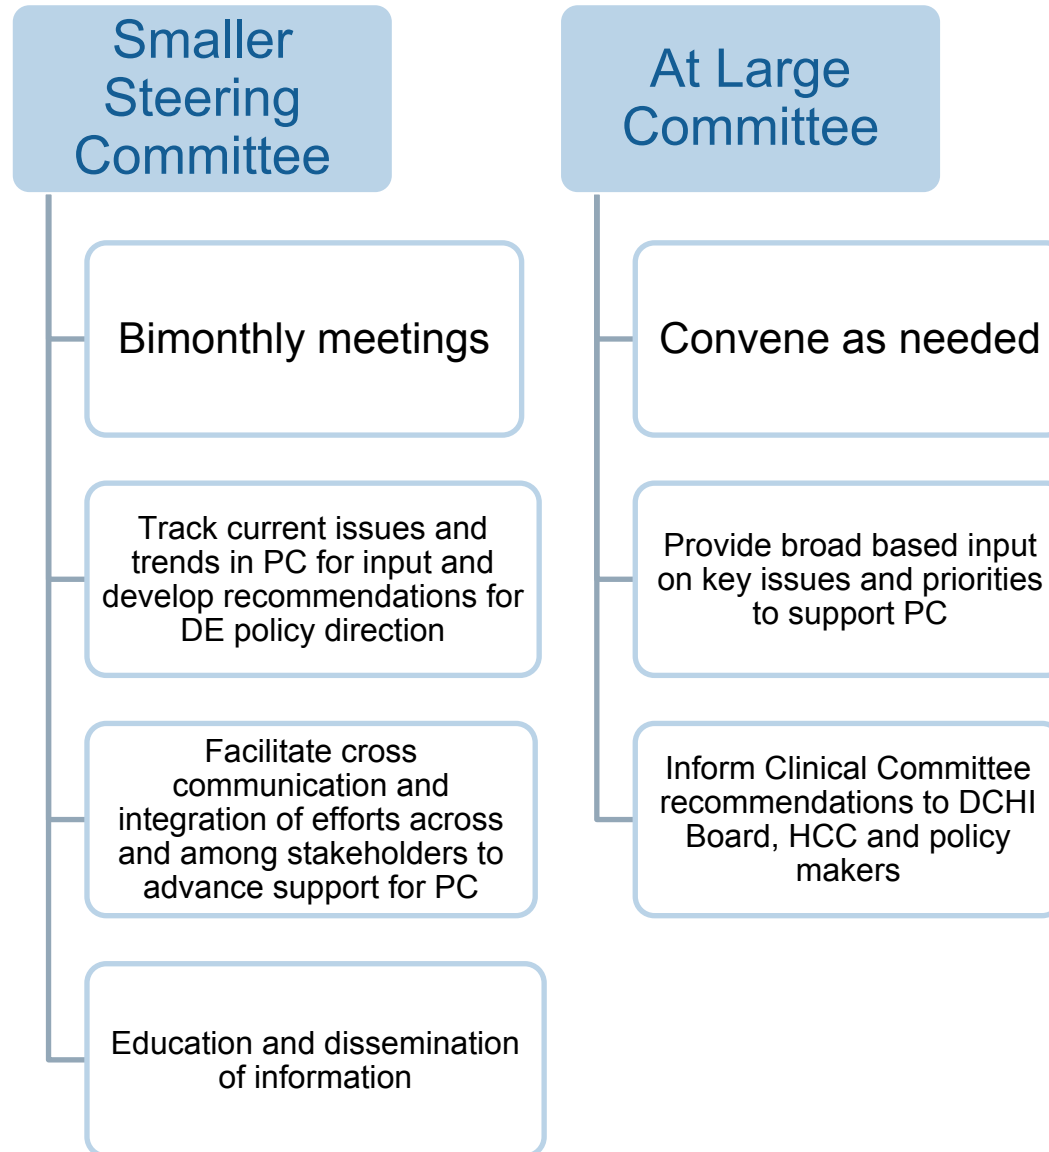 Smaller
Steering
Committee
Bimonthly meetings
Track current issues and
trends in PC for input and
develop recommendations for
DE policy direction
Facilitate cross
communication and
integration of efforts across
and among stakeholders to
advance support for PC
Education and dissemination
of information
At Large
Committee
Convene as needed
Provide broad based input
on key issues and priorities
to support PC
Inform Clinical Committee
recommendations to DCHI
Board, HCC and policy
makers